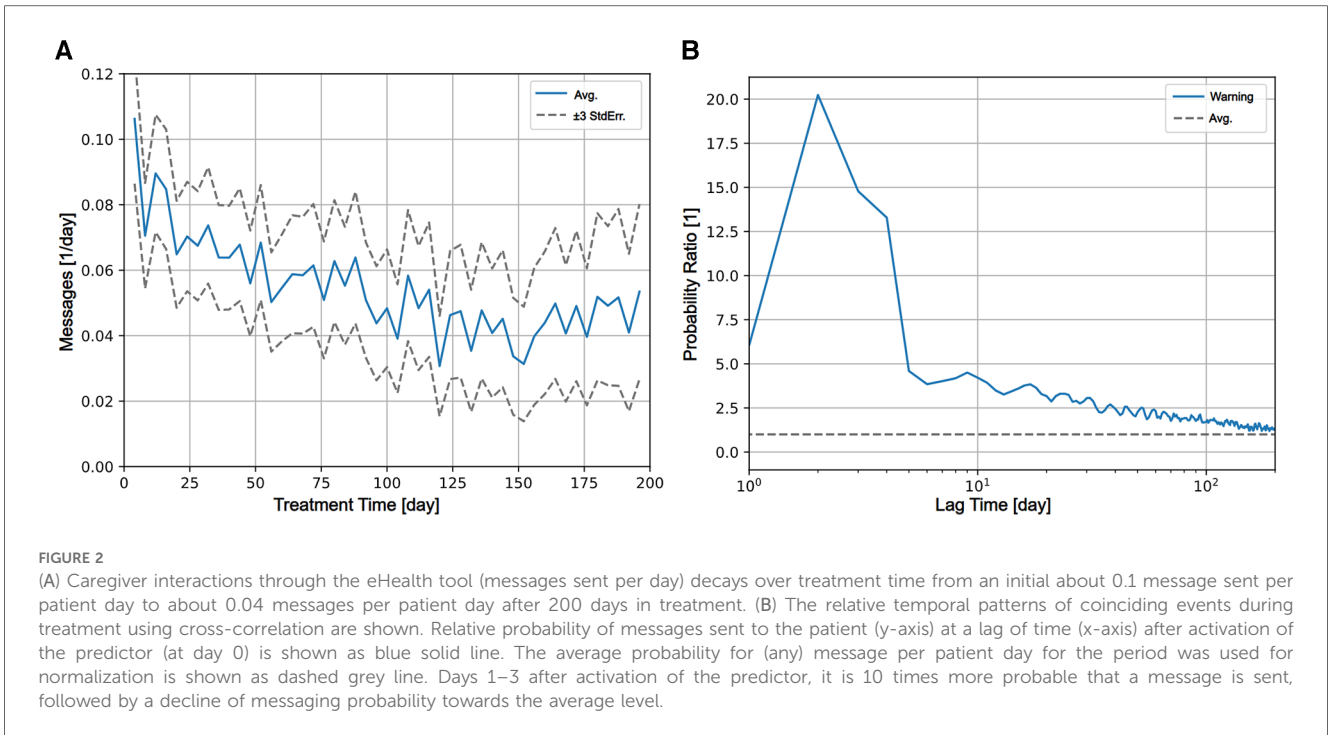 A
B
0.12
0.10
0.08
0.06
0.04
0.02
0.00
Messages [1/day]
0
25
50
75
100
125
150
175
200
Treatment Time [day]
Avg.
±3 StdErr.
20.0
17.5
15.0
12.5
10.0
7.5
5.0
2.5
0.0
Probability Ratio [1]
10⁰
10¹
10²
Lag Time [day]
Warning
Avg.
FIGURE 2
(A) Caregiver interactions through the eHealth tool (messages sent per day) decays over treatment time from an initial about 0.1 message sent per
patient day to about 0.04 messages per patient day after 200 days in treatment. (B) The relative temporal patterns of coinciding events during
treatment using cross-correlation are shown. Relative probability of messages sent to the patient (y-axis) at a lag of time (x-axis) after activation of
the predictor (at day 0) is shown as blue solid line. The average probability for (any) message per patient day for the period was used for
normalization is shown as dashed grey line. Days 1–3 after activation of the predictor, it is 10 times more probable that a message is sent,
followed by a decline of messaging probability towards the average level.